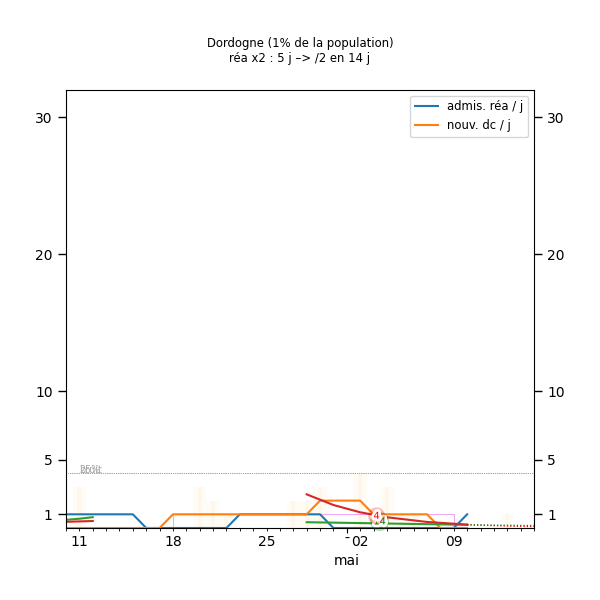 Dordogne (1% de la population)
réa x2 : 5 j –> /2 en 14 j
admis. réa / j
nouv. dc / j
30 30
20 20
10 10
5 5
1 1
4
4
11 18 25 02 09
mai